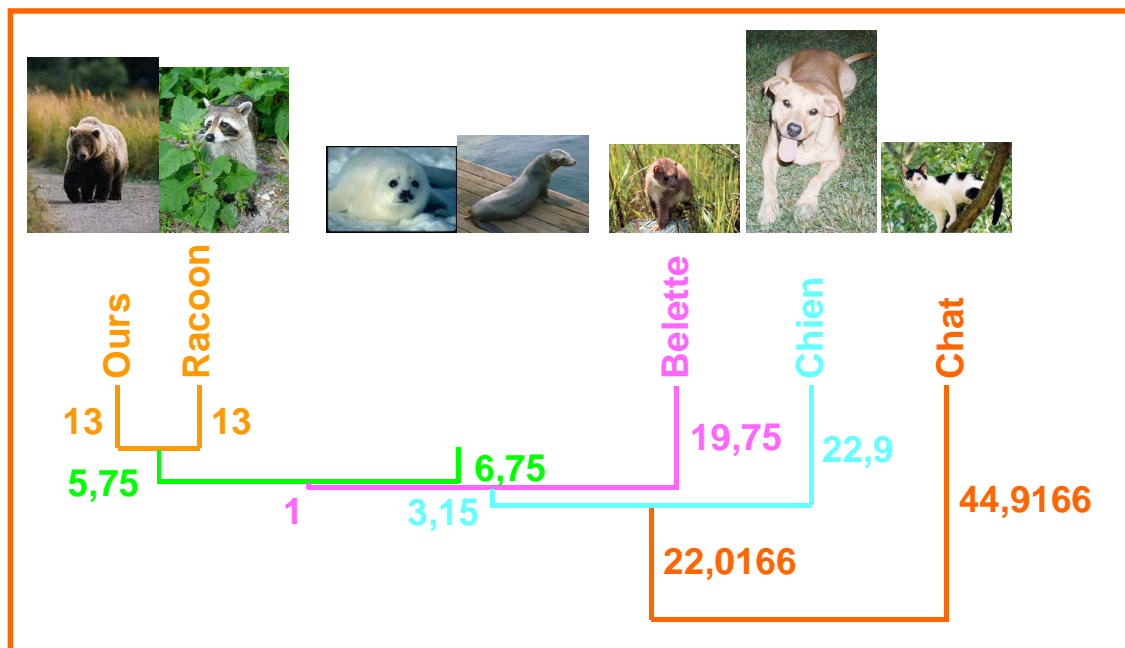 Ours
Racoon
Belette
Chien
Chat
13
13
19,75
22,9
5,75
6,75
1
3,15
44,9166
22,0166